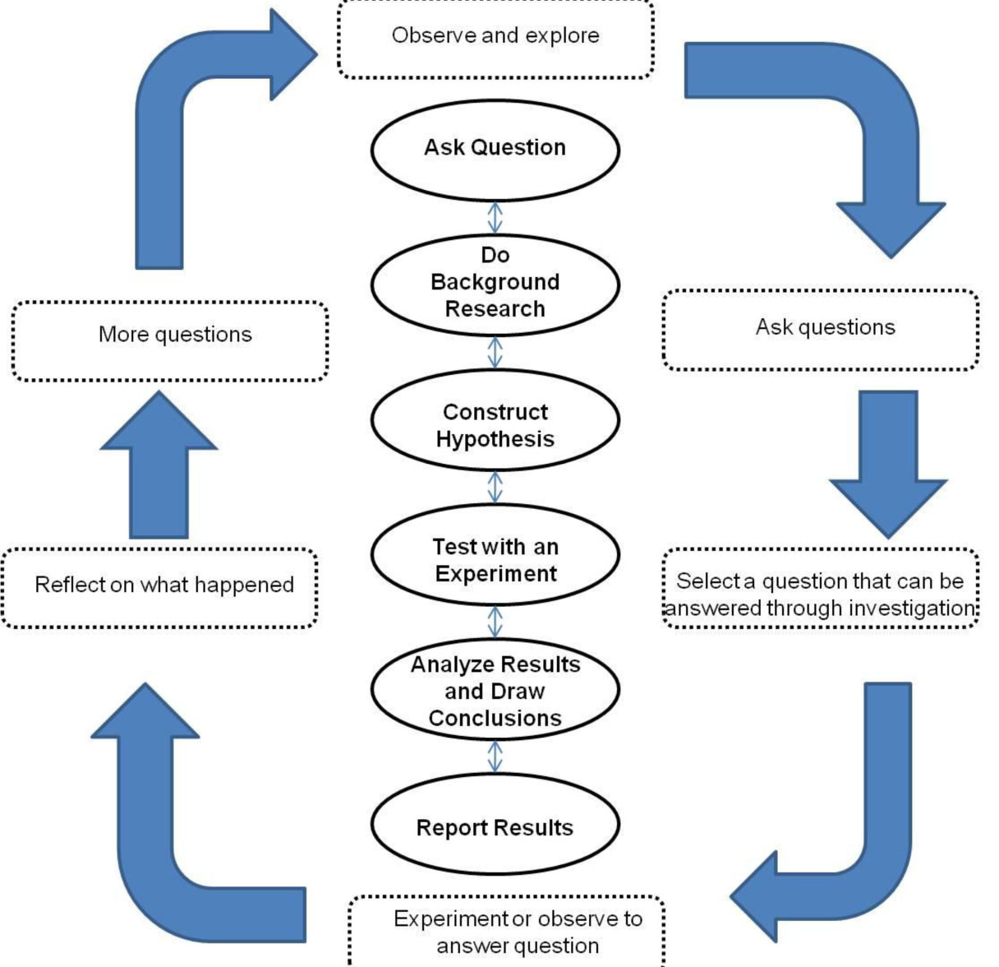 Observe and explore
Ask Question
Do
Background
Research
More questions
Ask questions
Construct
Hypothesis
Test with an
Experiment
Reflect on what happened
Select a question that can be
answered through investigation
Analyze Results
and Draw
Conclusions
Report Results
Experiment or observe to
answer question